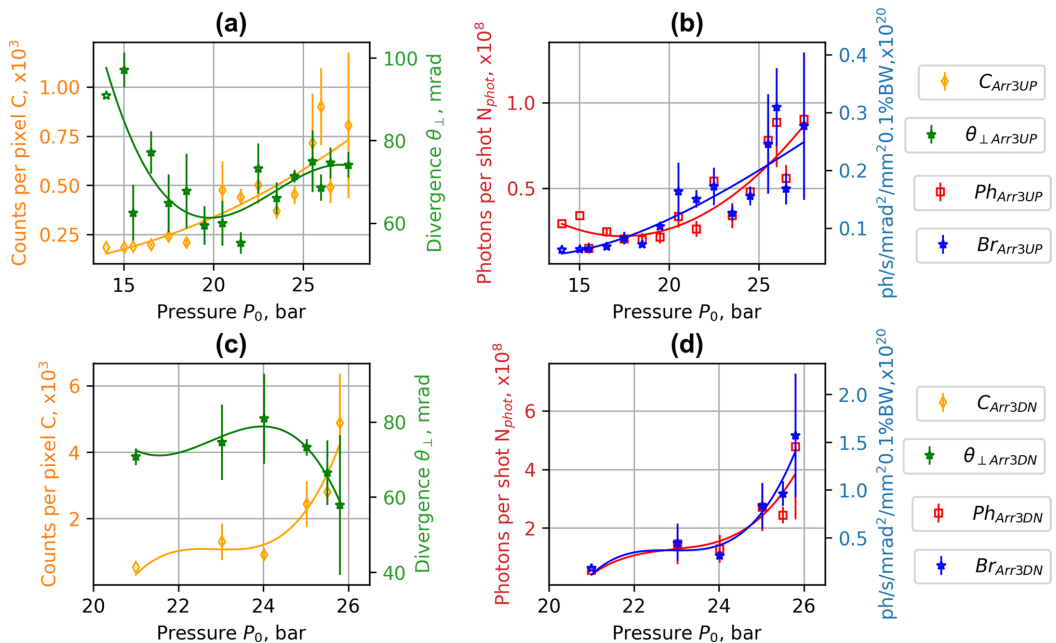 (a)
Counts per pixel C, x10³
1.00
0.75
0.50
0.25
15
20
25
Pressure P₀, bar
100
80
60
Divergence θ⊥, mrad
(b)
Photons per shot Nₚₕₒₜ, x10⁸
1.0
0.5
15
20
25
Pressure P₀, bar
0.4
0.3
0.2
0.1
ph/s/mrad²/mm²0.1%BW,x10²⁰
C_Arr3UP
θ⊥ Arr3UP
Ph_Arr3UP
Br_Arr3UP
(c)
Counts per pixel C, x10³
6
4
2
20
22
24
26
Pressure P₀, bar
80
60
40
Divergence θ⊥, mrad
(d)
Photons per shot Nₚₕₒₜ, x10⁸
6
4
2
20
22
24
26
Pressure P₀, bar
2.0
1.5
1.0
0.5
ph/s/mrad²/mm²0.1%BW,x10²⁰
C_Arr3DN
θ⊥ Arr3DN
Ph_Arr3DN
Br_Arr3DN